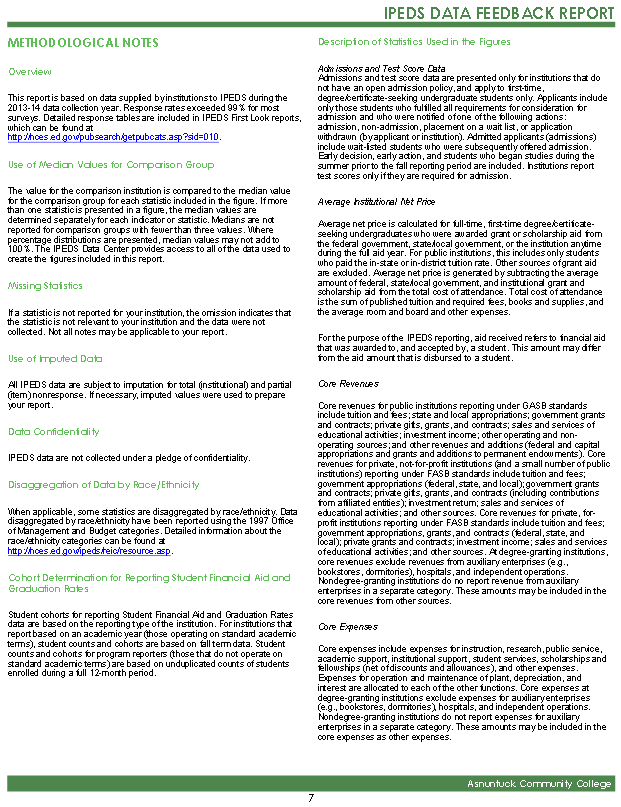 IPEDS DATA FEEDBACK REPORT
METHODOLOGICAL NOTES
Overview
This report is based on data supplied by institutions to IPEDS during the
2013-14 data collection year. Response rates exceeded 99% for most
surveys. Detailed response tables are included in IPEDS First Look reports,
which can be found at
http://nces.ed.gov/pubsearch/getpubcats.asp?sid=010.
Use of Median Values for Comparison Group
The value for the comparison institution is compared to the median value
for the comparison group for each statistic included in the figure. If more
than one statistic is presented in a figure, the median values are
determined separately for each indicator or statistic. Medians are not
reported for comparison groups with fewer than three values. Where
percentage distributions are presented, median values may not add to
100%. The IPEDS Data Center provides access to all of the data used to
create the figures included in this report.
Missing Statistics
If a statistic is not reported for your institution, the omission indicates that
the statistic is not relevant to your institution and the data were not
collected. Not all notes may be applicable to your report.
Use of Imputed Data
All IPEDS data are subject to imputation for total (institutional) and partial
(item) nonresponse. If necessary, imputed values were used to prepare
your report.
Data Confidentiality
IPEDS data are not collected under a pledge of confidentiality.
Disaggregation of Data by Race/Ethnicity
When applicable, some statistics are disaggregated by race/ethnicity. Data
disaggregated by race/ethnicity have been reported using the 1997 Office
of Management and Budget categories. Detailed information about the
race/ethnicity categories can be found at
http://nces.ed.gov/ipeds/reic/resource.asp.
Cohort Determination for Reporting Student Financial Aid and
Graduation Rates
Student cohorts for reporting Student Financial Aid and Graduation Rates
data are based on the reporting type of the institution. For institutions that
report based on an academic year (those operating on standard academic
terms), student counts and cohorts are based on fall term data. Student
counts and cohorts for program reporters (those that do not operate on
standard academic terms) are based on unduplicated counts of students
enrolled during a full 12-month period.
Description of Statistics Used in the Figures
Admissions and Test Score Data
Admissions and test score data are presented only for institutions that do
not have an open admission policy, and apply to first-time,
degree/certificate-seeking undergraduate students only. Applicants include
only those students who fulfilled all requirements for consideration for
admission and who were notified of one of the following actions:
admission, non-admission, placement on a wait list, or application
withdrawn (by applicant or institution). Admitted applicants (admissions)
include wait-listed students who were subsequently offered admission.
Early decision, early action, and students who began studies during the
summer prior to the fall reporting period are included. Institutions report
test scores only if they are required for admission.
Average Institutional Net Price
Average net price is calculated for full-time, first-time degree/certificate-
seeking undergraduates who were awarded grant or scholarship aid from
the federal government, state/local government, or the institution anytime
during the full aid year. For public institutions, this includes only students
who paid the in-state or in-district tuition rate. Other sources of grant aid
are excluded. Average net price is generated by subtracting the average
amount of federal, state/local government, and institutional grant and
scholarship aid from the total cost of attendance. Total cost of attendance
is the sum of published tuition and required fees, books and supplies, and
the average room and board and other expenses.
For the purpose of the IPEDS reporting, aid received refers to financial aid
that was awarded to, and accepted by, a student. This amount may differ
from the aid amount that is disbursed to a student.
Core Revenues
Core revenues for public institutions reporting under GASB standards
include tuition and fees; state and local appropriations; government grants
and contracts; private gifts, grants, and contracts; sales and services of
educational activities; investment income; other operating and non-
operating sources; and other revenues and additions (federal and capital
appropriations and grants and additions to permanent endowments). Core
revenues for private, not-for-profit institutions (and a small number of public
institutions) reporting under FASB standards include tuition and fees;
government appropriations (federal, state, and local); government grants
and contracts; private gifts, grants, and contracts (including contributions
from affiliated entities); investment return; sales and services of
educational activities; and other sources. Core revenues for private, for-
profit institutions reporting under FASB standards include tuition and fees;
government appropriations, grants, and contracts (federal, state, and
local); private grants and contracts; investment income; sales and services
of educational activities; and other sources. At degree-granting institutions,
core revenues exclude revenues from auxiliary enterprises (e.g.,
bookstores, dormitories), hospitals, and independent operations.
Nondegree-granting institutions do no report revenue from auxiliary
enterprises in a separate category. These amounts may be included in the
core revenues from other sources.
Core Expenses
Core expenses include expenses for instruction, research, public service,
academic support, institutional support, student services, scholarships and
fellowships (net of discounts and allowances), and other expenses.
Expenses for operation and maintenance of plant, depreciation, and
interest are allocated to each of the other functions. Core expenses at
degree-granting institutions exclude expenses for auxiliary enterprises
(e.g., bookstores, dormitories), hospitals, and independent operations.
Nondegree-granting institutions do not report expenses for auxiliary
enterprises in a separate category. These amounts may be included in the
core expenses as other expenses.
Asnuntuck Community College
7